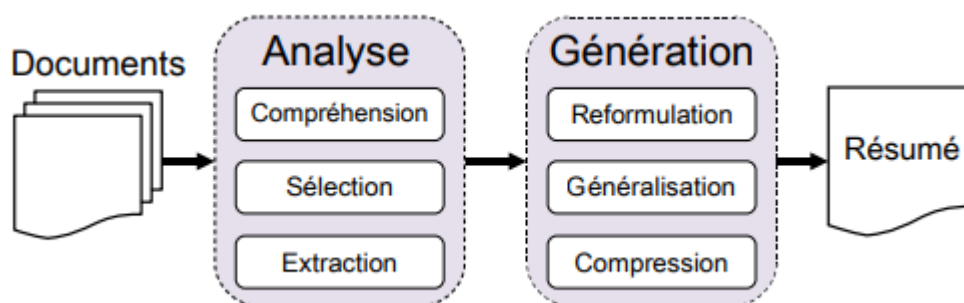 Documents
Analyse
Compréhension
Sélection
Extraction
Génération
Reformulation
Généralisation
Compression
Résumé